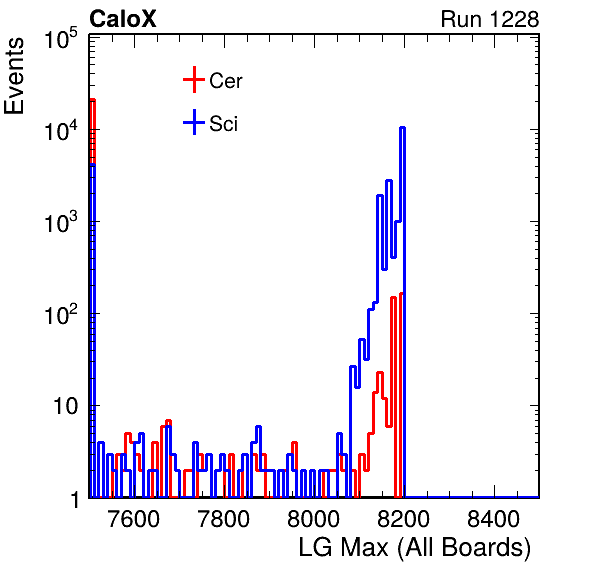 CaloX Run 1228
Events
10^5
10^4
10^3
10^2
10
1
Cer
Sci
7600 7800 8000 8200 8400
LG Max (All Boards)